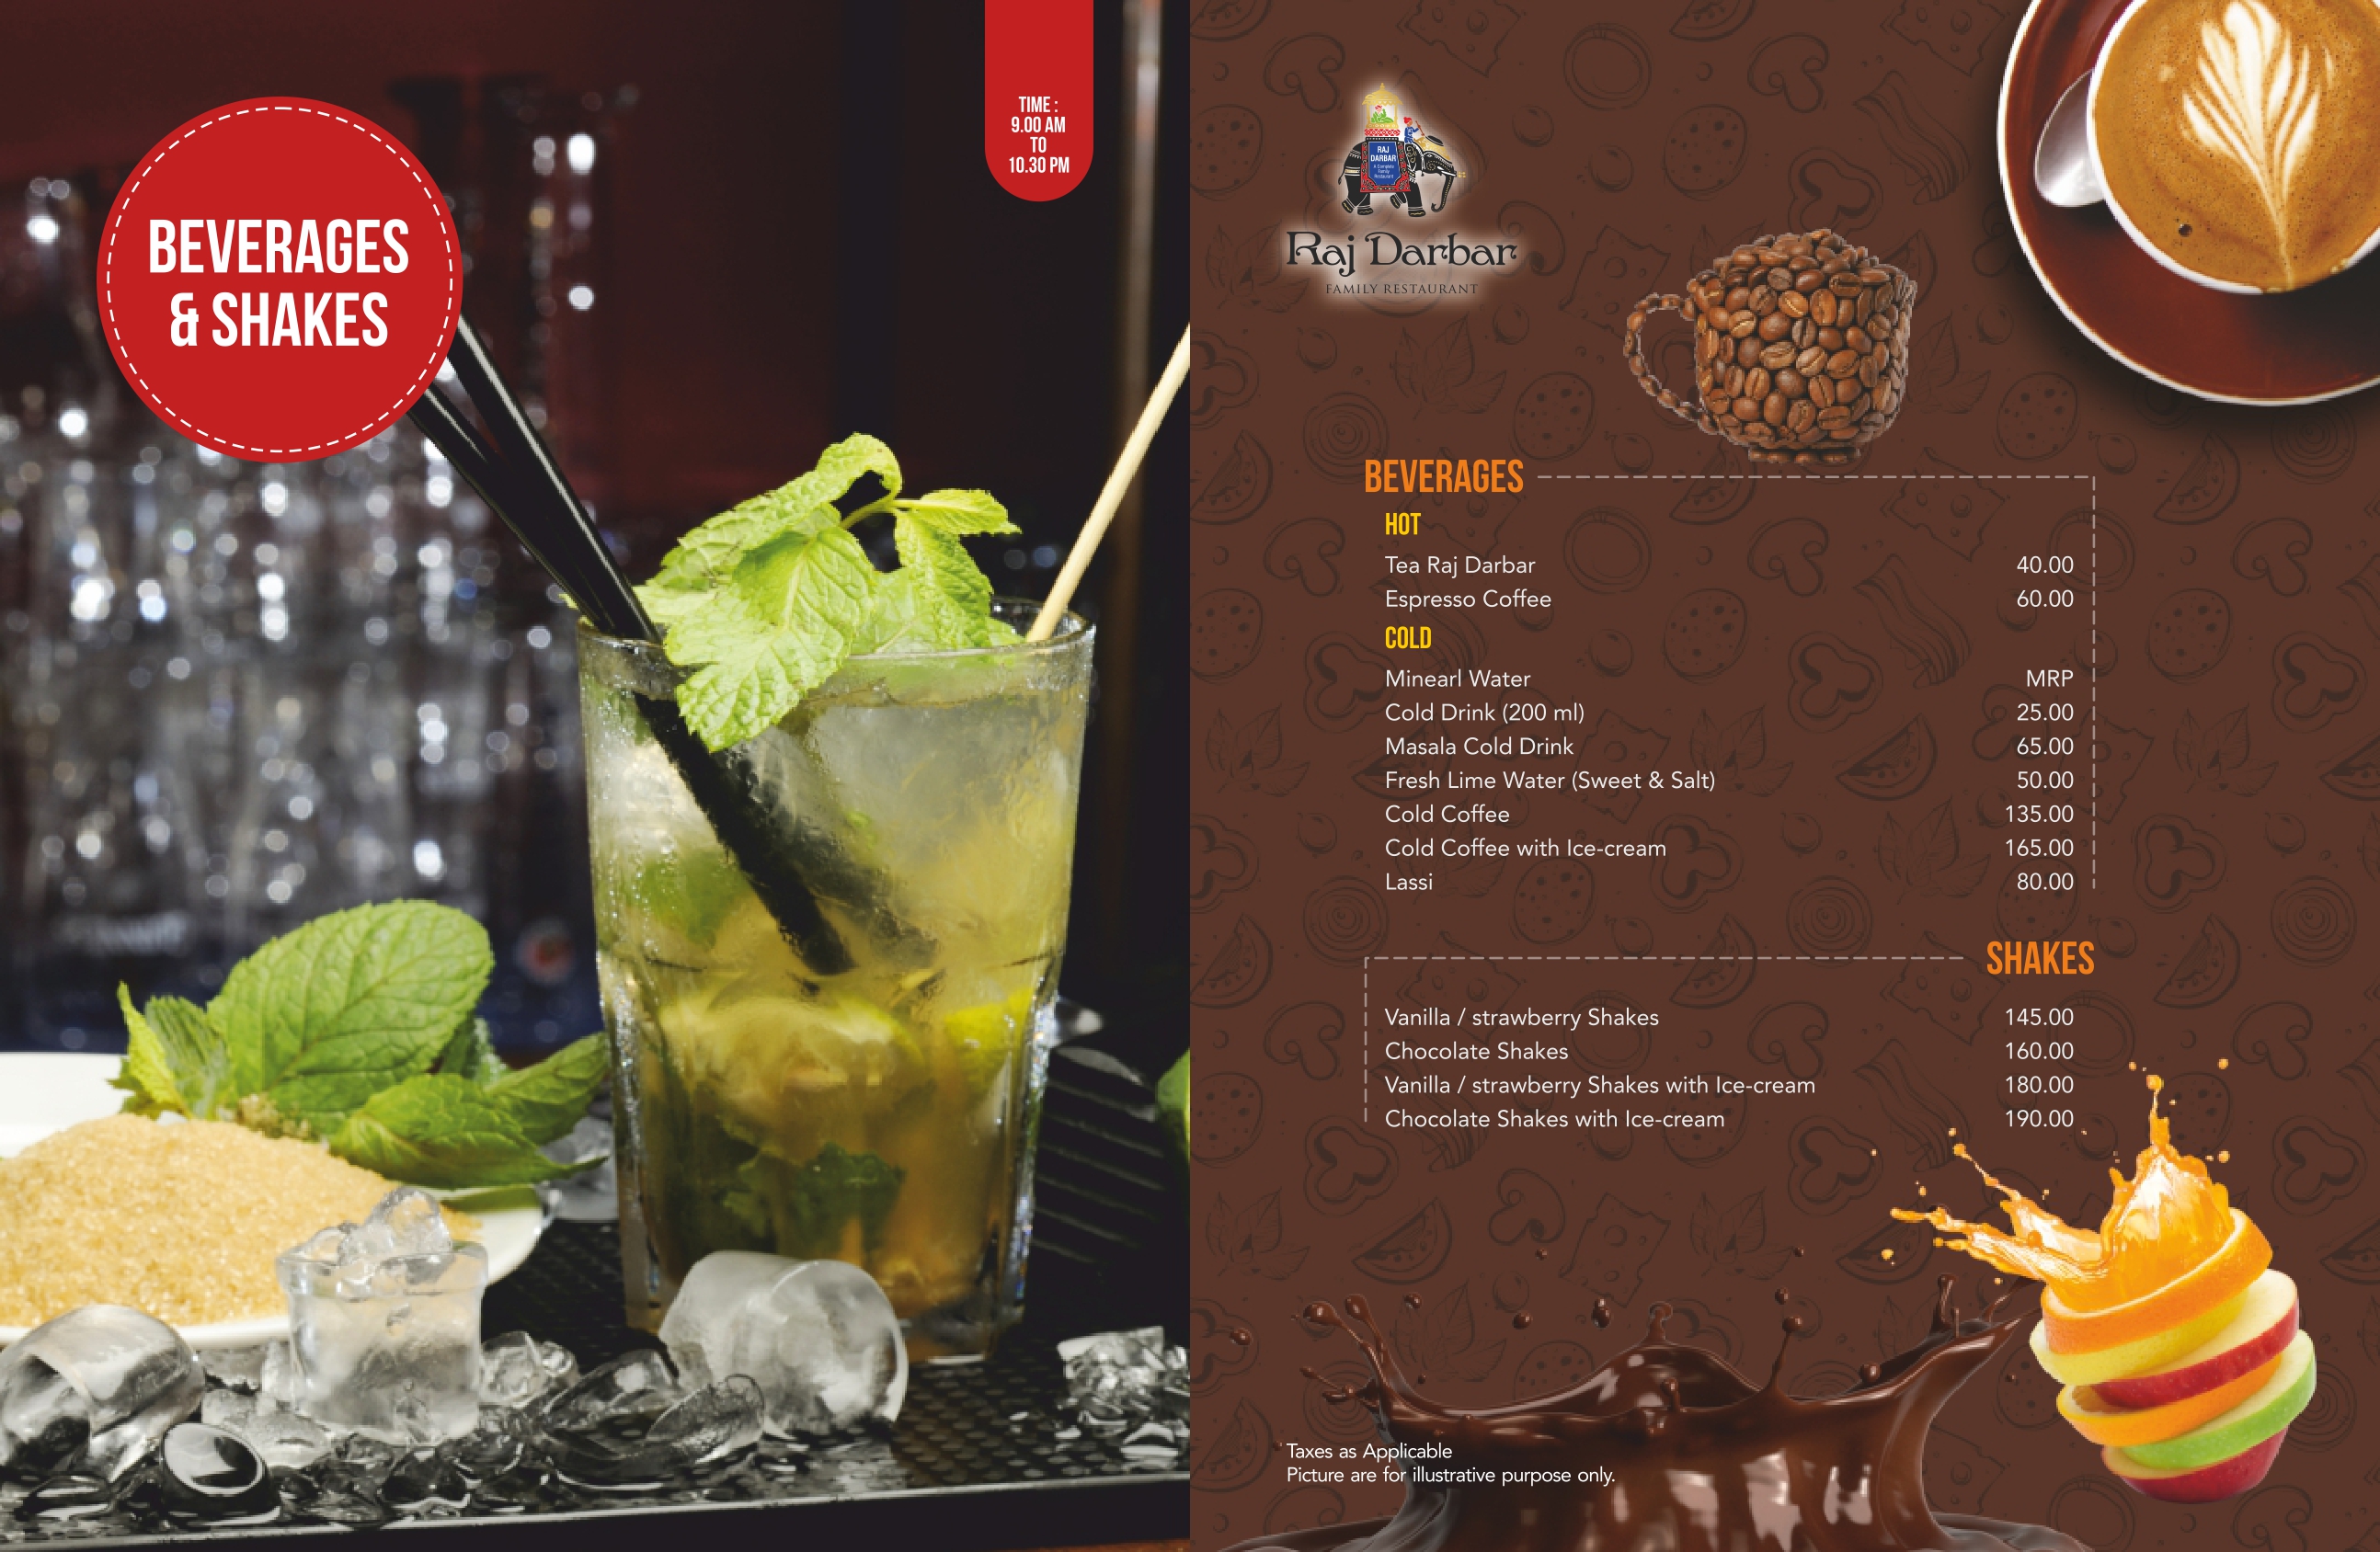 BEVERAGES
& SHAKES
TIME :
9.00 AM
TO
10.30 PM
RAJ
DARBAR
A Complete
Family
Restaurant
Raj Darbar
FAMILY RESTAURANT
BEVERAGES
HOT
Tea Raj Darbar 40.00
Espresso Coffee 60.00
COLD
Minearl Water MRP
Cold Drink (200 ml) 25.00
Masala Cold Drink 65.00
Fresh Lime Water (Sweet & Salt) 50.00
Cold Coffee 135.00
Cold Coffee with Ice-cream 165.00
Lassi 80.00
SHAKES
Vanilla / strawberry Shakes 145.00
Chocolate Shakes 160.00
Vanilla / strawberry Shakes with Ice-cream 180.00
Chocolate Shakes with Ice-cream 190.00
Taxes as Applicable
Picture are for illustrative purpose only.